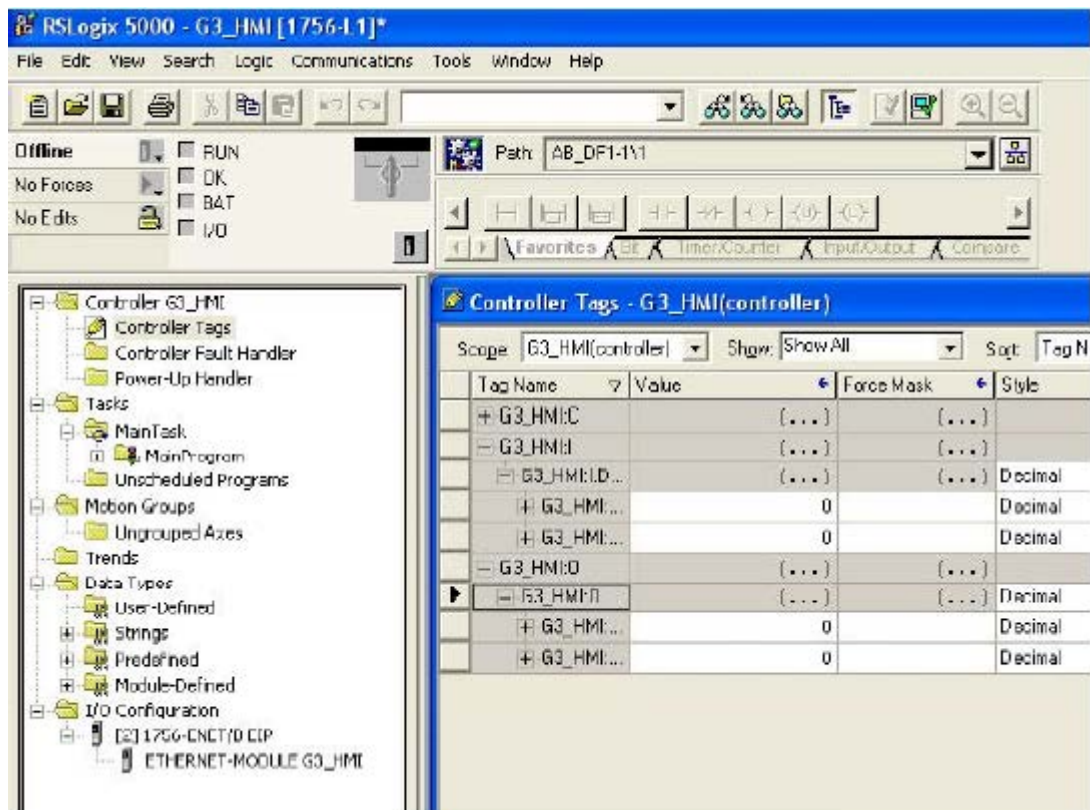 RSLogix 5000 - G3_HMI [1756-L1]*
File Edit View Search Logic Communications Tools Window Help
Offline
RUN
No Forces
OK
No Edits
BAT
I/O
Path: AB_DF1-1\1
Favorites Bit Timer/Counter Input/Output Compare
Controller G3_HMI
Controller Tags
Controller Fault Handler
Power-Up Handler
Tasks
MainTask
MainProgram
Unscheduled Programs
Motion Groups
Ungrouped Axes
Trends
Data Types
User-Defined
Strings
Predefined
Module-Defined
I/O Configuration
[2] 1756-ENET/B EIP
ETHERNET-MODULE G3_HMI
Controller Tags - G3_HMI(controller)
Scope: G3_HMI(controller) Show: Show All Sort: Tag N
Tag Name Value Force Mask Style
G3_HMI:C {...} {...}
G3_HMI:I {...} {...}
G3_HMI:I.D... {...} {...} Decimal
G3_HMI:... 0 Decimal
G3_HMI:... 0 Decimal
G3_HMI:O {...} {...}
{...} {...} Decimal
G3_HMI:... 0 Decimal
G3_HMI:... 0 Decimal